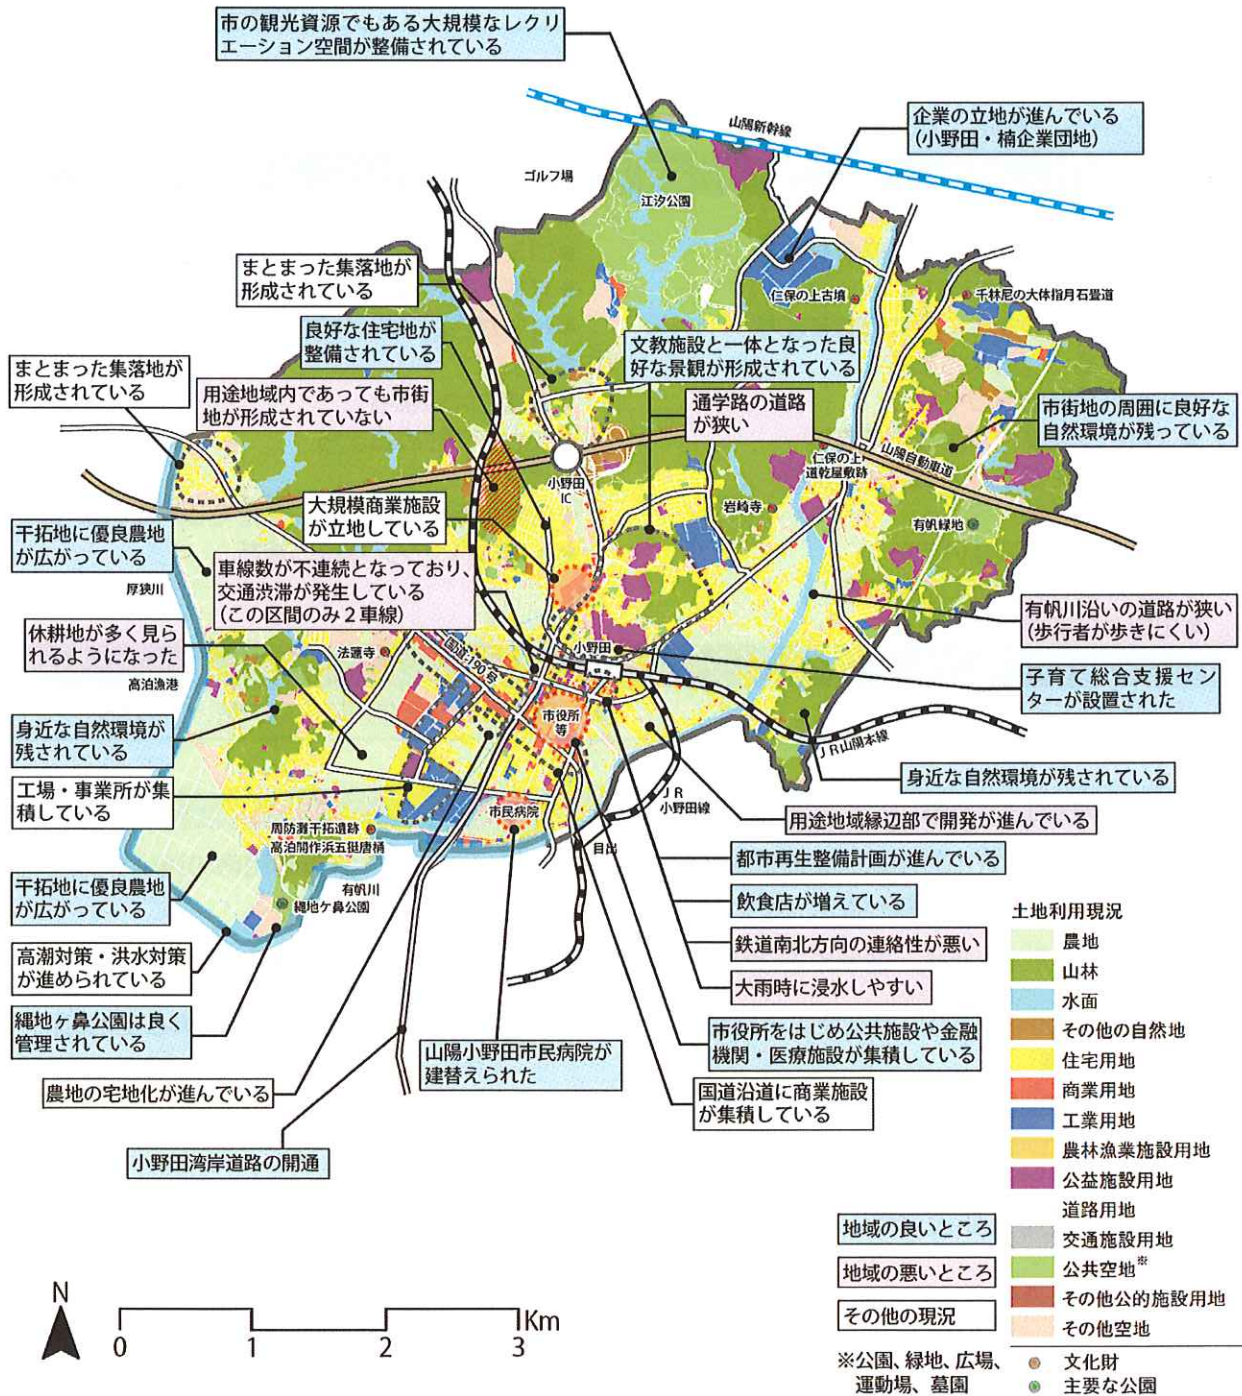 市の観光資源でもある大規模なレクリ
エーション空間が整備されている
山陽新幹線
企業の立地が進んでいる
(小野田・楠企業団地)
ゴルフ場
江汐公園
まとまった集落地が
形成されている
仁保の上古墳
千林尼の大休指月石畳道
良好な住宅地が
整備されている
文教施設と一体となった良
好な景観が形成されている
まとまった集落地が
形成されている
用途地域内であっても市街
地が形成されていない
通学路の道路
が狭い
市街地の周囲に良好な
自然環境が残っている
山陽自動車道
仁保の上
道乾屋敷跡
小野田
IC
大規模商業施設
が立地している
岩崎寺
有帆緑地
干拓地に優良農地
が広がっている
厚狭川
車線数が不連続となっており、
交通渋滞が発生している
(この区間のみ2車線)
有帆川沿いの道路が狭い
(歩行者が歩きにくい)
休耕地が多く見ら
れるようになった
法蓮寺
国道190号
小野田
高泊漁港
子育て総合支援セン
ターが設置された
市役所
等
身近な自然環境が
残されている
JR山陽本線
身近な自然環境が残されている
工場・事業所が集
積している
JR
小野田線
市民病院
用途地域縁辺部で開発が進んでいる
周防灘干拓遺跡
高泊開作浜五挺唐樋
目出
都市再生整備計画が進んでいる
干拓地に優良農地
が広がっている
有帆川
縄地ヶ鼻公園
飲食店が増えている
鉄道南北方向の連絡性が悪い
高潮対策・洪水対策
が進められている
大雨時に浸水しやすい
縄地ヶ鼻公園は良く
管理されている
市役所をはじめ公共施設や金融
機関・医療施設が集積している
山陽小野田市民病院が
建替えられた
農地の宅地化が進んでいる
国道沿道に商業施設
が集積している
小野田湾岸道路の開通
土地利用現況
農地
山林
水面
その他の自然地
住宅用地
商業用地
工業用地
農林漁業施設用地
公益施設用地
道路用地
交通施設用地
公共空地※
その他公的施設用地
その他空地
文化財
主要な公園
地域の良いところ
地域の悪いところ
その他の現況
※公園、緑地、広場、
運動場、墓園
N
0 1 2 3 Km